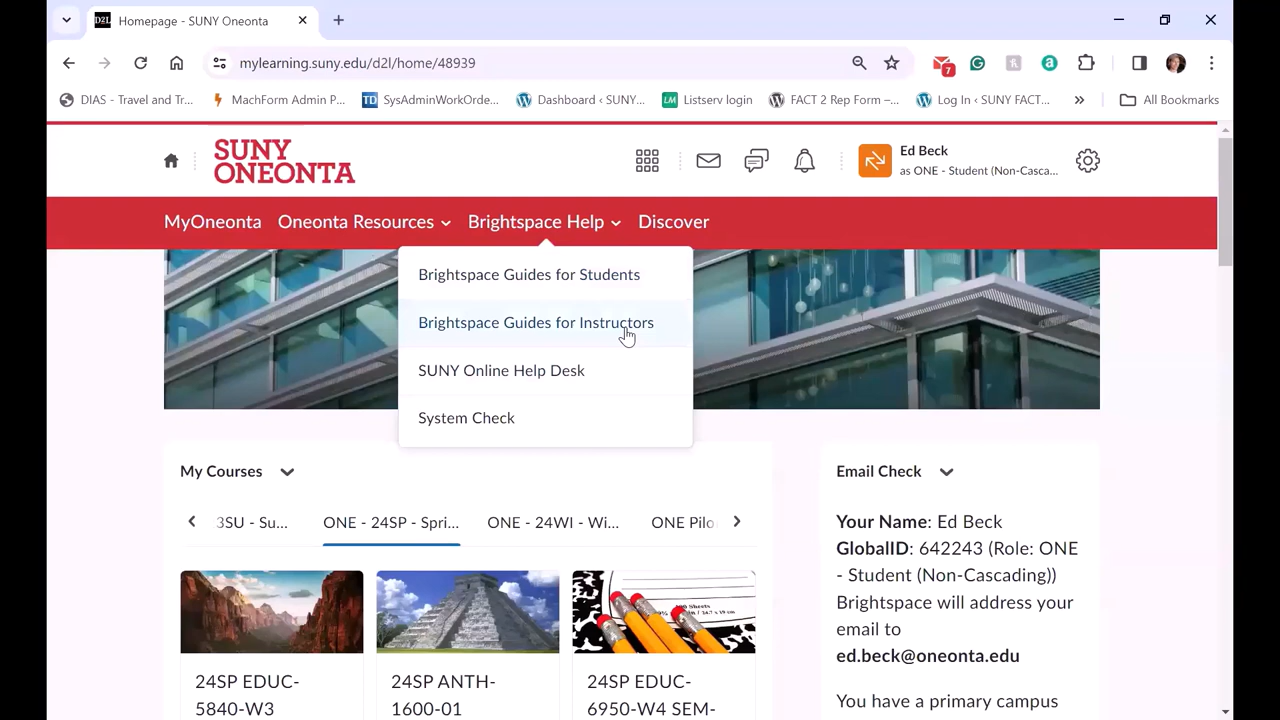 Homepage - SUNY Oneonta
mylearning.suny.edu/d2l/home/48939
7
DIAS - Travel and Tr...
MachForm Admin P...
SysAdminWorkOrde...
Dashboard ‹ SUNY...
Listserv login
FACT 2 Rep Form –...
Log In ‹ SUNY FACT...
»
All Bookmarks
SUNY
ONEONTA
Ed Beck
as ONE - Student (Non-Casca...
MyOneonta Oneonta Resources Brightspace Help Discover
Brightspace Guides for Students
Brightspace Guides for Instructors
SUNY Online Help Desk
System Check
My Courses
3SU - Su... ONE - 24SP - Spri... ONE - 24WI - Wi... ONE Pilo
24SP EDUC-
5840-W3
24SP ANTH-
1600-01
24SP EDUC-
6950-W4 SEM-
Email Check
Your Name: Ed Beck
GlobalID: 642243 (Role: ONE
- Student (Non-Cascading))
Brightspace will address your
email to
ed.beck@oneonta.edu
You have a primary campus